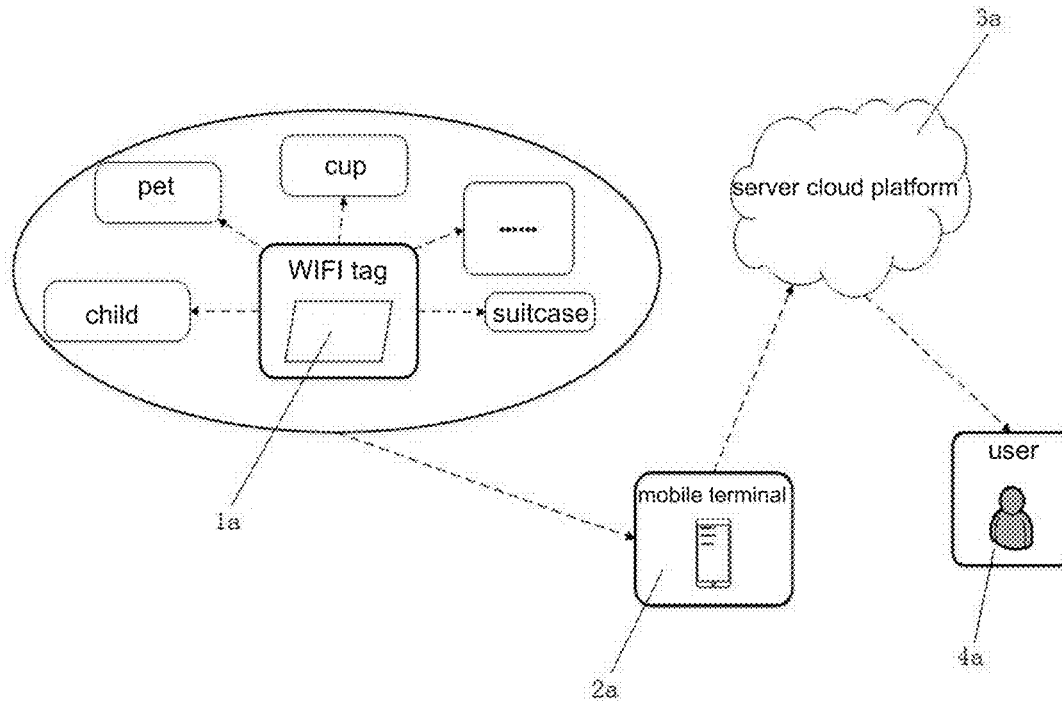 3a
cup
pet
server cloud platform
......
WIFI tag
child
suitcase
user
mobile terminal
1a
4a
2a